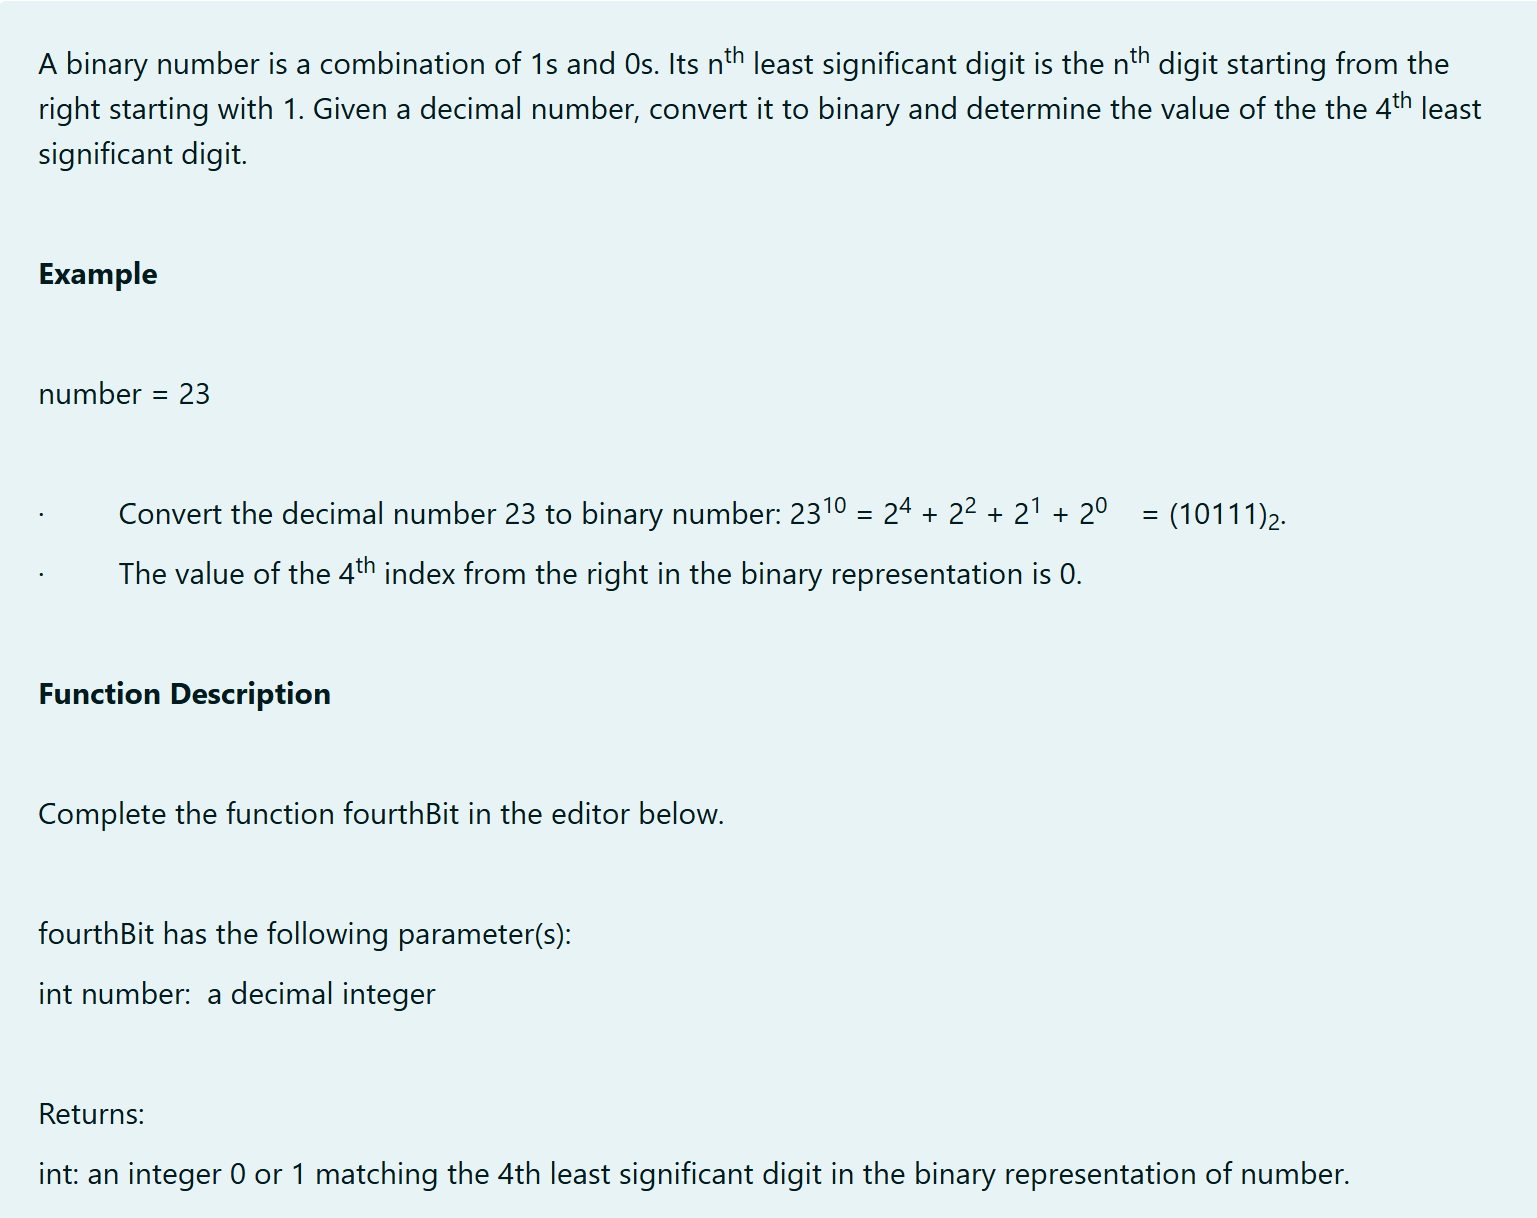 A binary number is a combination of 1s and 0s. Its nth least significant digit is the nth digit starting from the
right starting with 1. Given a decimal number, convert it to binary and determine the value of the the 4th least
significant digit.
Example
number = 23
· Convert the decimal number 23 to binary number: 23¹⁰ = 2⁴ + 2² + 2¹ + 2⁰ = (10111)₂.
· The value of the 4th index from the right in the binary representation is 0.
Function Description
Complete the function fourthBit in the editor below.
fourthBit has the following parameter(s):
int number: a decimal integer
Returns:
int: an integer 0 or 1 matching the 4th least significant digit in the binary representation of number.